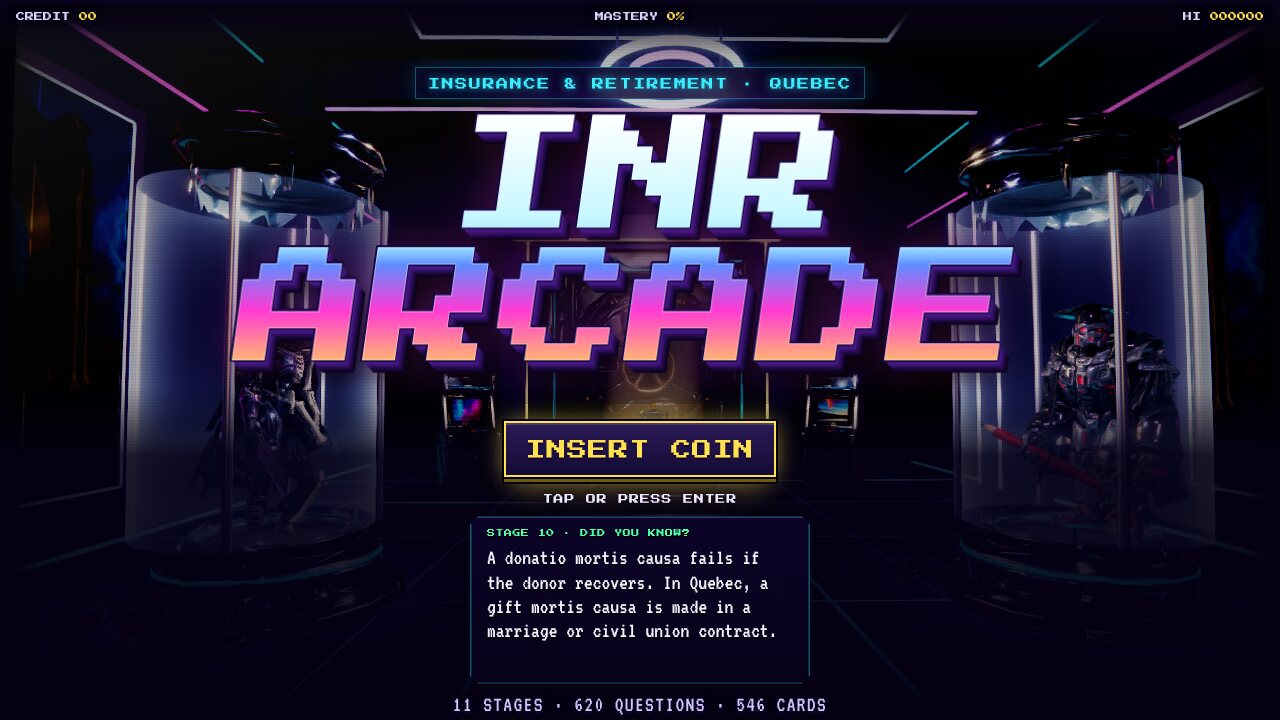 CREDIT 00
MASTERY 0%
HI 000000
INSURANCE & RETIREMENT · QUEBEC
INR
ARCADE
INSERT COIN
TAP OR PRESS ENTER
STAGE 10 · DID YOU KNOW?
A donatio mortis causa fails if
the donor recovers. In Quebec, a
gift mortis causa is made in a
marriage or civil union contract.
11 STAGES · 620 QUESTIONS · 546 CARDS